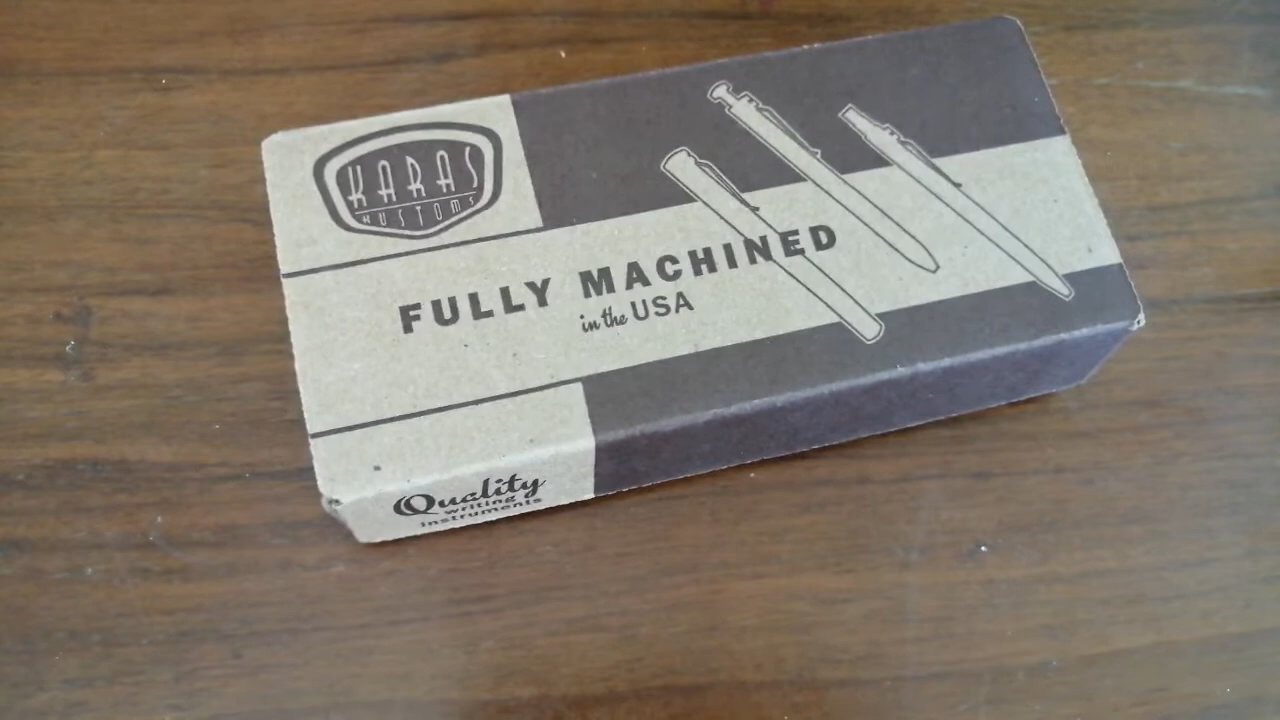 KARAS
KUSTOMS
FULLY MACHINED
in the USA
Quality
writing
instruments